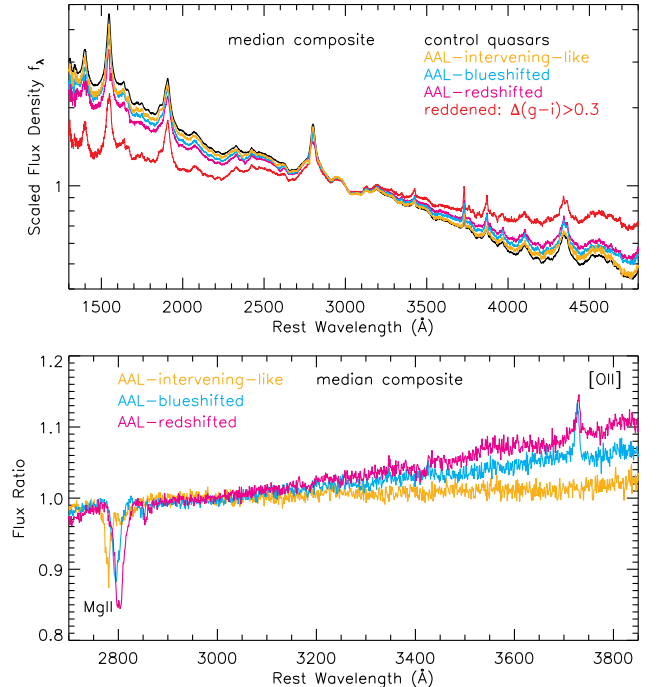 median composite
control quasars
AAL-intervening-like
AAL-blueshifted
AAL-redshifted
reddened: Δ(g-i)>0.3
Scaled Flux Density fλ
1
1500 2000 2500 3000 3500 4000 4500
Rest Wavelength (Å)
1.2
1.1
1.0
0.9
0.8
Flux Ratio
AAL-intervening-like
AAL-blueshifted
AAL-redshifted
median composite
[OII]
MgII
2800 3000 3200 3400 3600 3800
Rest Wavelength (Å)